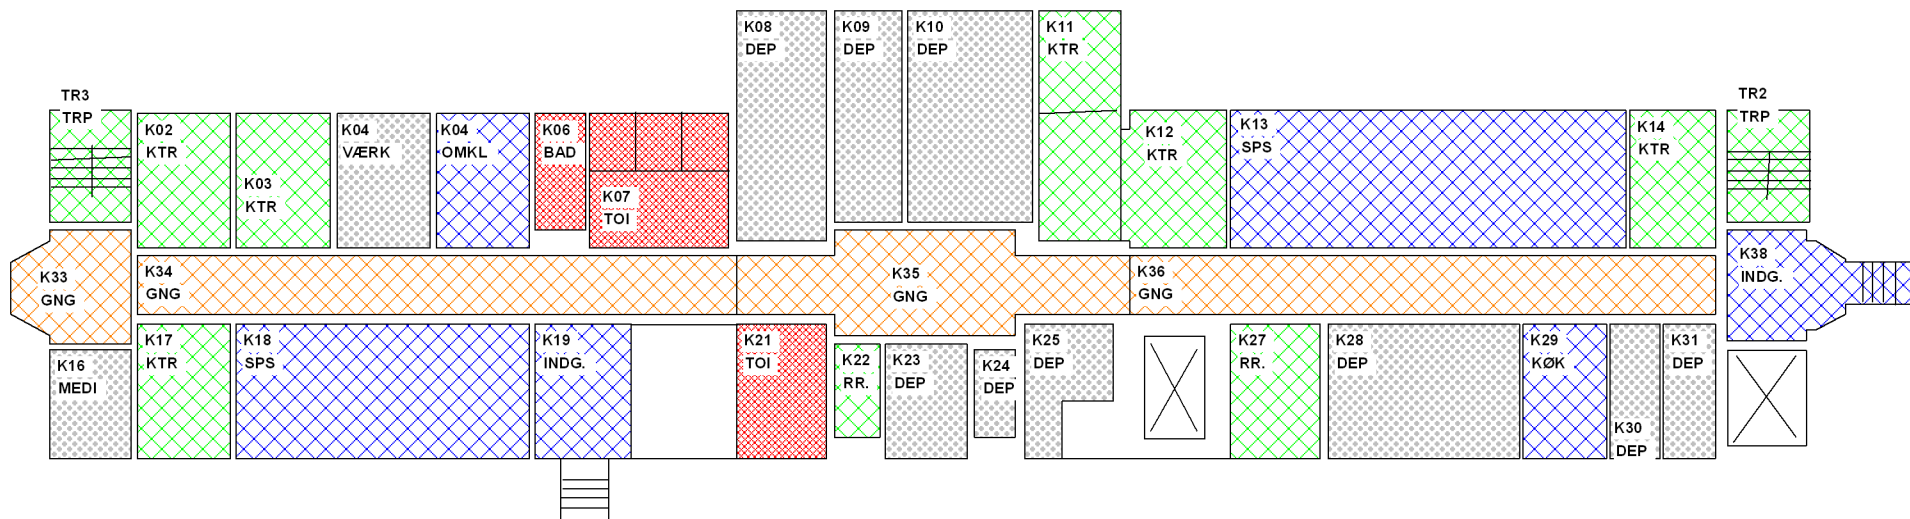 K08
DEP
K09
DEP
K10
DEP
K11
KTR
TR3
TRP
K02
KTR
K03
KTR
K04
VÆRK
K04
OMKL
K06
BAD
K07
TOI
K12
KTR
K13
SPS
K14
KTR
TR2
TRP
K33
GNG
K34
GNG
K35
GNG
K36
GNG
K38
INDG.
K16
MEDI
K17
KTR
K18
SPS
K19
INDG.
K21
TOI
K22
RR.
K23
DEP
K24
DEP
K25
DEP
K27
RR.
K28
DEP
K29
KØK
K30
DEP
K31
DEP